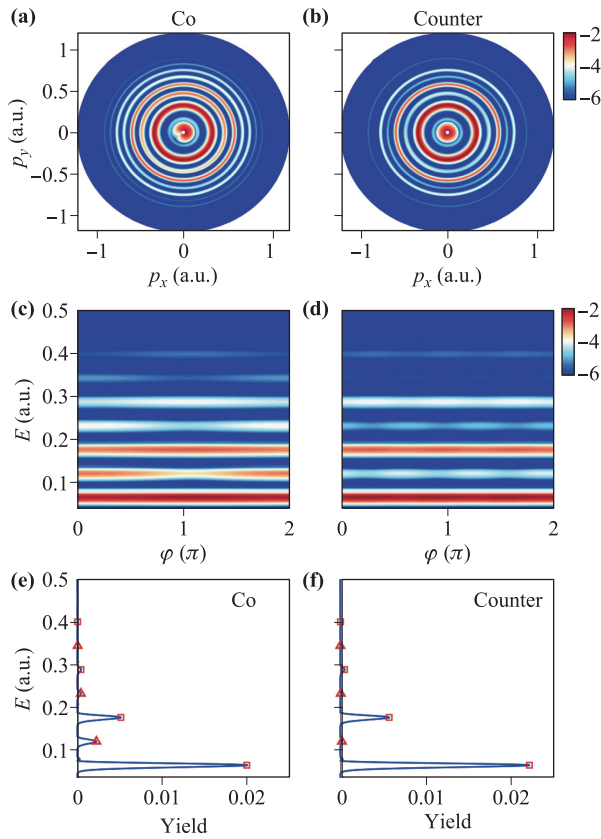 (a) Co (b) Counter
1
0.5
0
−0.5
−1
p_y (a.u.)
−2
−4
−6
−1 0 1 −1 0 1
p_x (a.u.) p_x (a.u.)
(c) (d)
0.5
0.4
0.3
0.2
0.1
E (a.u.)
−2
−4
−6
0 1 2 0 1 2
φ (π) φ (π)
(e) Co (f) Counter
0.5
0.4
0.3
0.2
0.1
E (a.u.)
0 0.01 0.02 0 0.01 0.02
Yield Yield